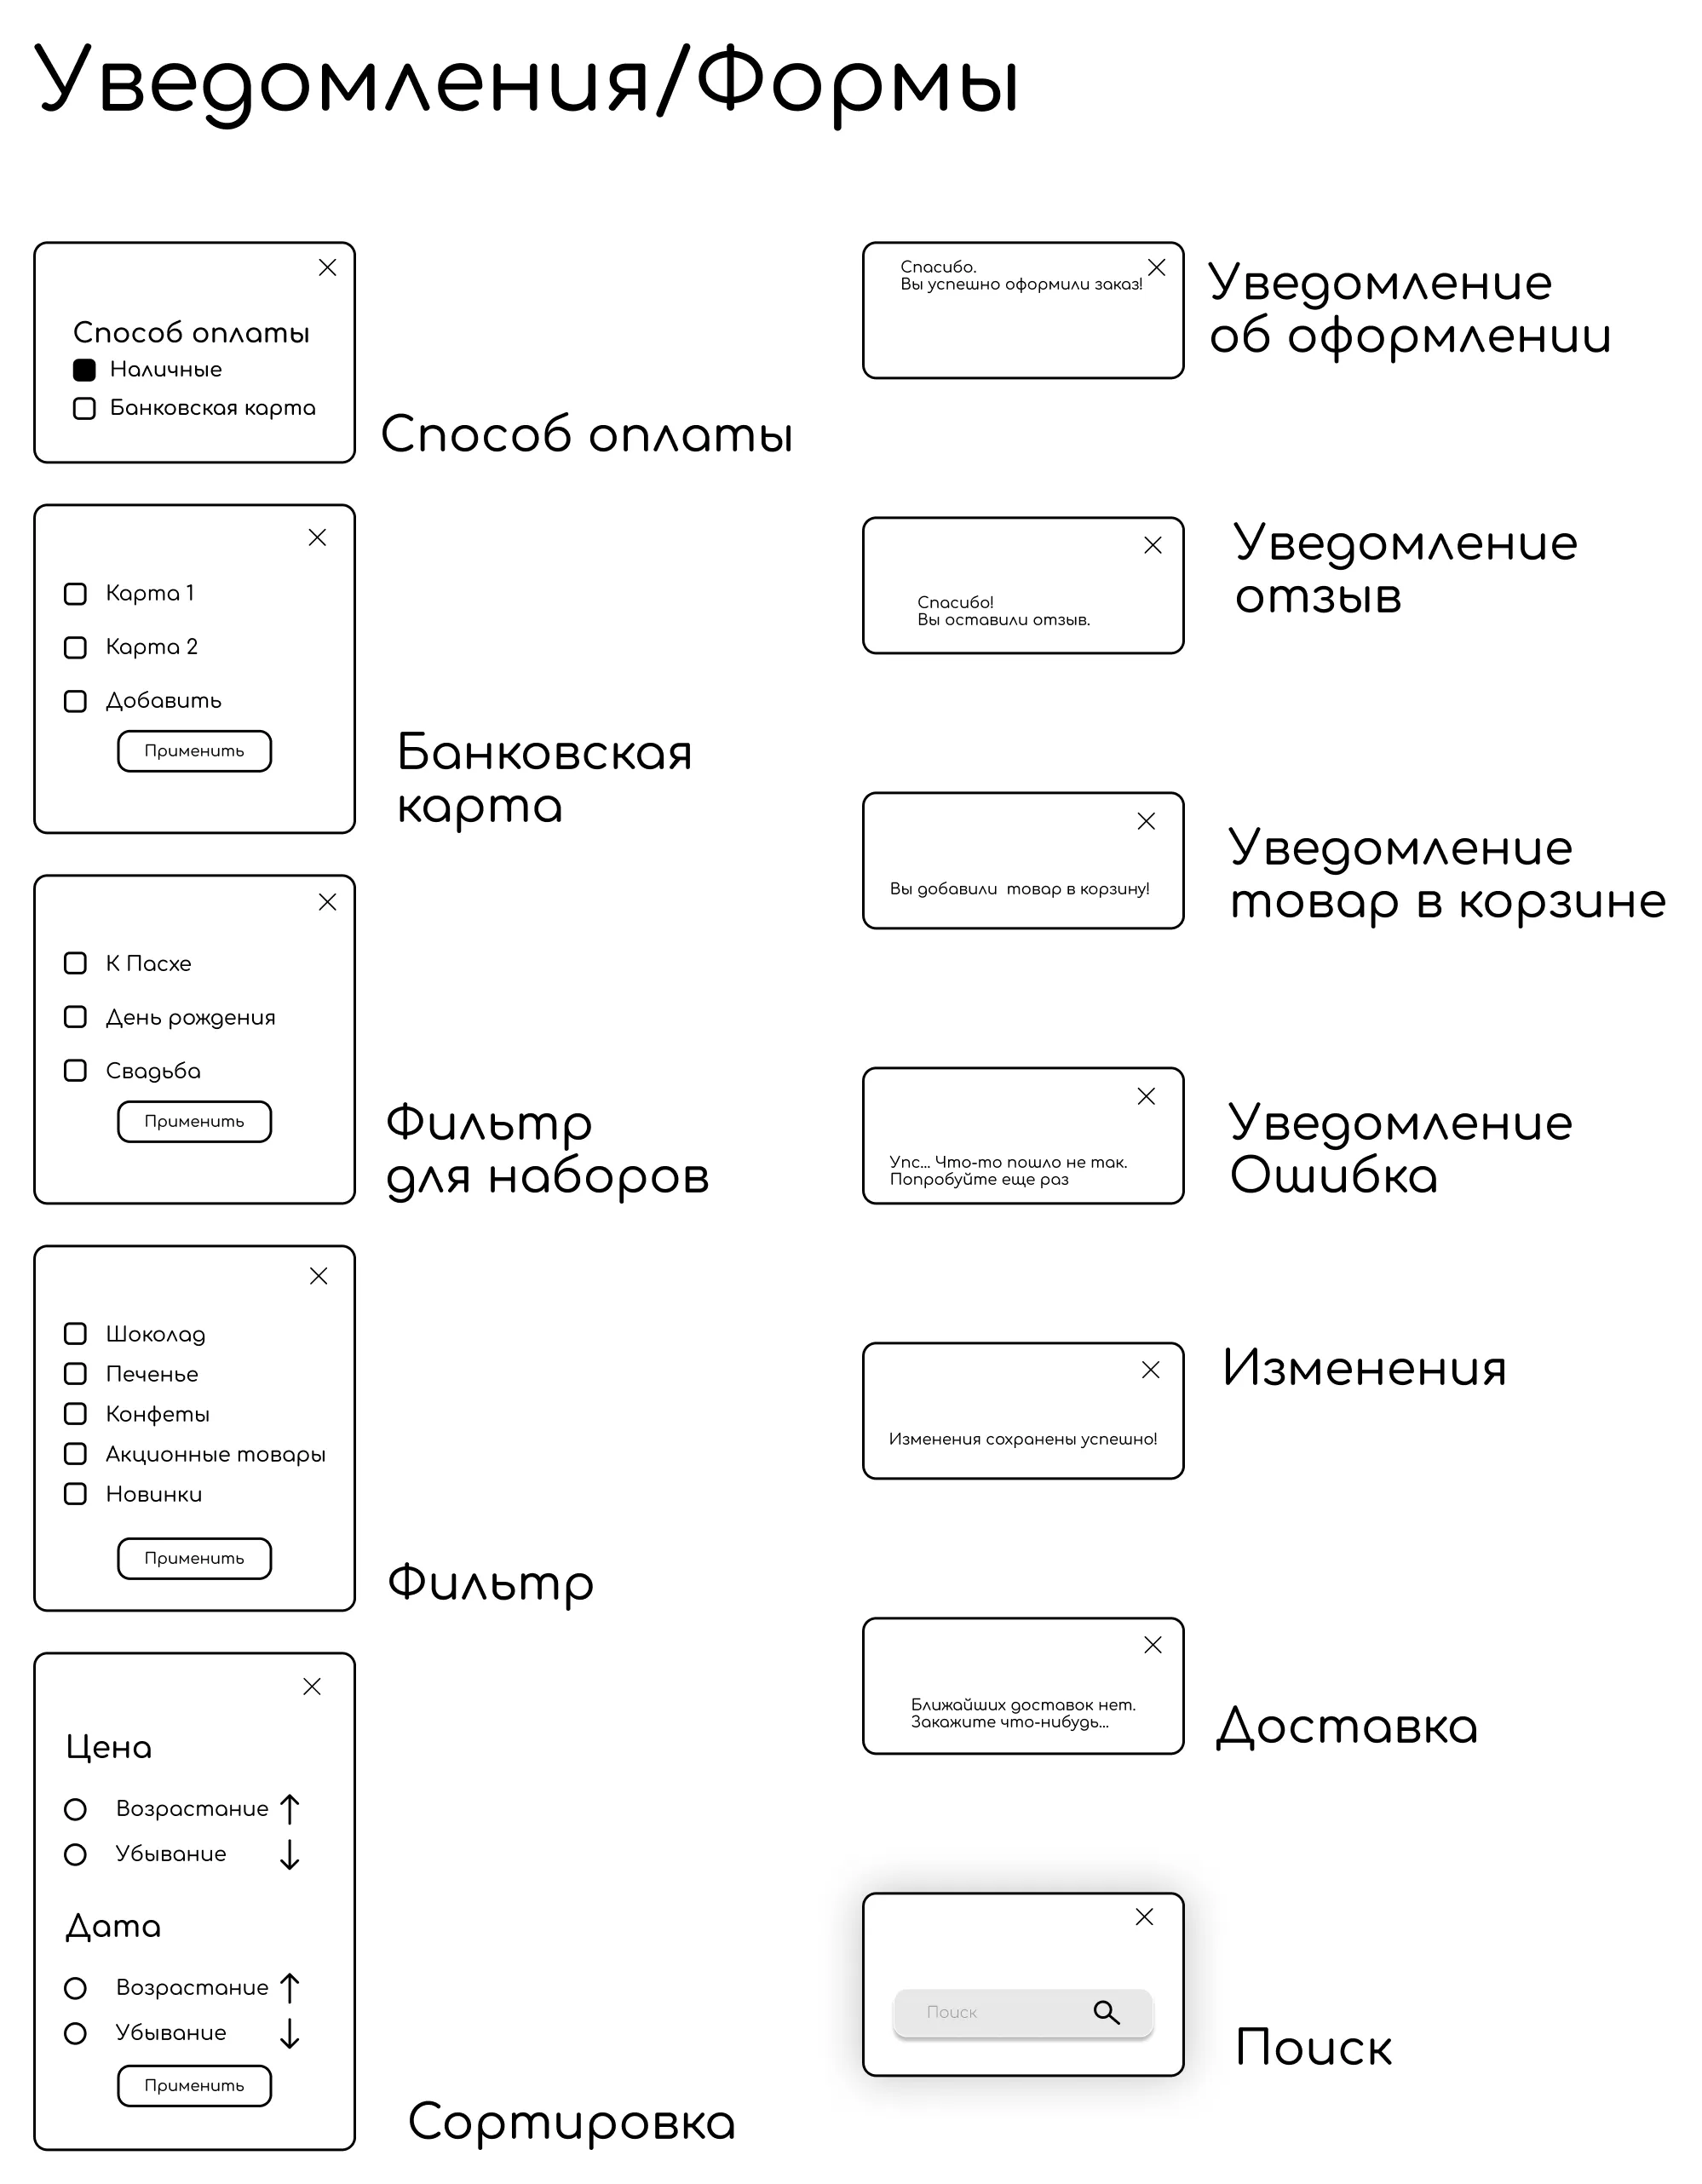 Уведомления/Формы
Способ оплаты
Наличные
Банковская карта
Способ оплаты
Карта 1
Карта 2
Добавить
Применить
Банковская
карта
К Пасхе
День рождения
Свадьба
Применить
Фильтр
для наборов
Шоколад
Печенье
Конфеты
Акционные товары
Новинки
Применить
Фильтр
Цена
Возрастание
Убывание
Дата
Возрастание
Убывание
Применить
Сортировка
Спасибо.
Вы успешно оформили заказ!
Уведомление
об оформлении
Спасибо!
Вы оставили отзыв.
Уведомление
отзыв
Вы добавили  товар в корзину!
Уведомление
товар в корзине
Упс... Что-то пошло не так.
Попробуйте еще раз
Уведомление
Ошибка
Изменения сохранены успешно!
Изменения
Ближайших доставок нет.
Закажите что-нибудь...
Доставка
Поиск
Поиск